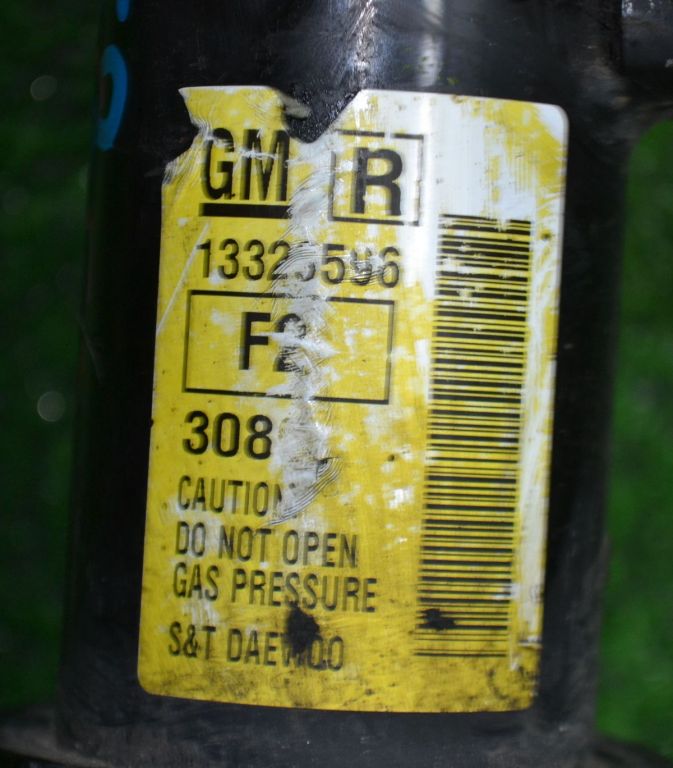 GM R
F2
308
CAUTION
DO NOT OPEN
GAS PRESSURE
S&T DAEWOO